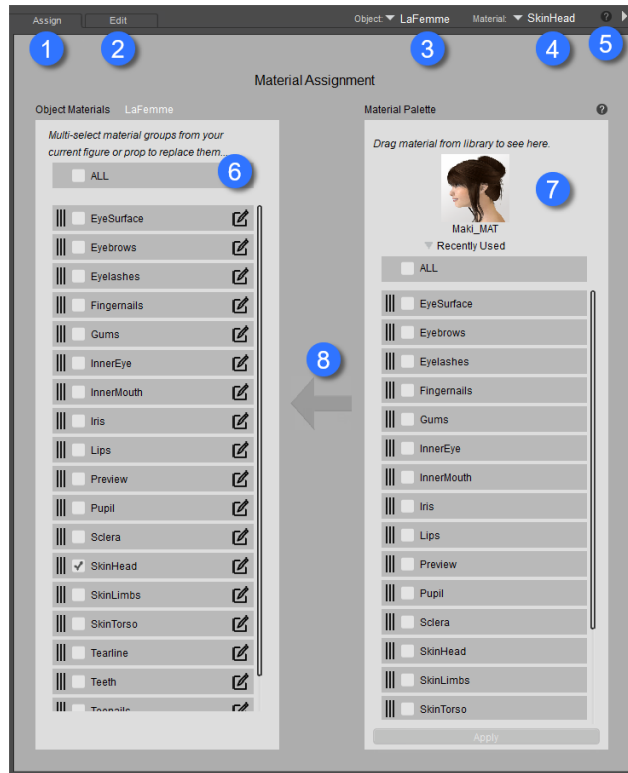 Assign Edit Object: LaFemme Material: SkinHead ?
1 2 3 4 5
Material Assignment
Object Materials LaFemme
Multi-select material groups from your
current figure or prop to replace them...
6
ALL
EyeSurface
Eyebrows
Eyelashes
Fingernails
Gums
InnerEye
InnerMouth
Iris
Lips
Preview
Pupil
Sclera
SkinHead
SkinLimbs
SkinTorso
Tearline
Teeth
Toenails
8
Material Palette ?
Drag material from library to see here.
7
Maki_MAT
Recently Used
ALL
EyeSurface
Eyebrows
Eyelashes
Fingernails
Gums
InnerEye
InnerMouth
Iris
Lips
Preview
Pupil
Sclera
SkinHead
SkinLimbs
SkinTorso
Apply